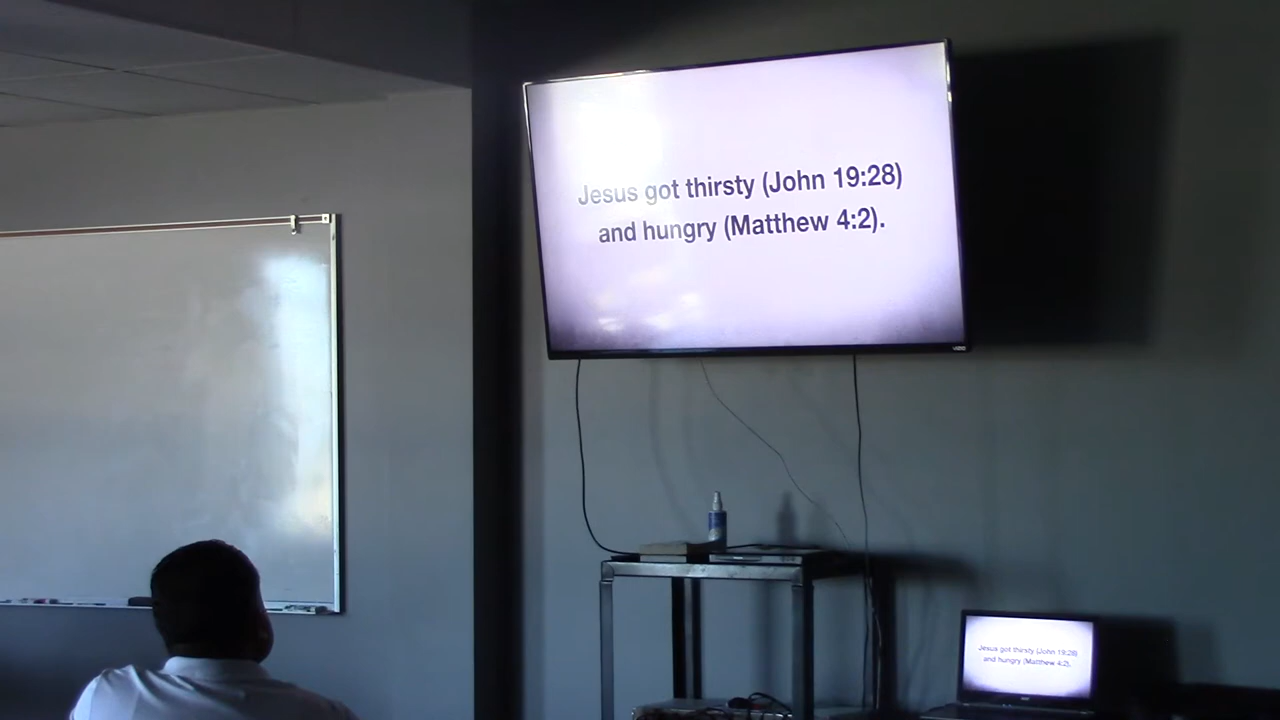 Jesus got thirsty (John 19:28)
and hungry (Matthew 4:2).
VIZIO
Jesus got thirsty (John 19:28)
and hungry (Matthew 4:2).